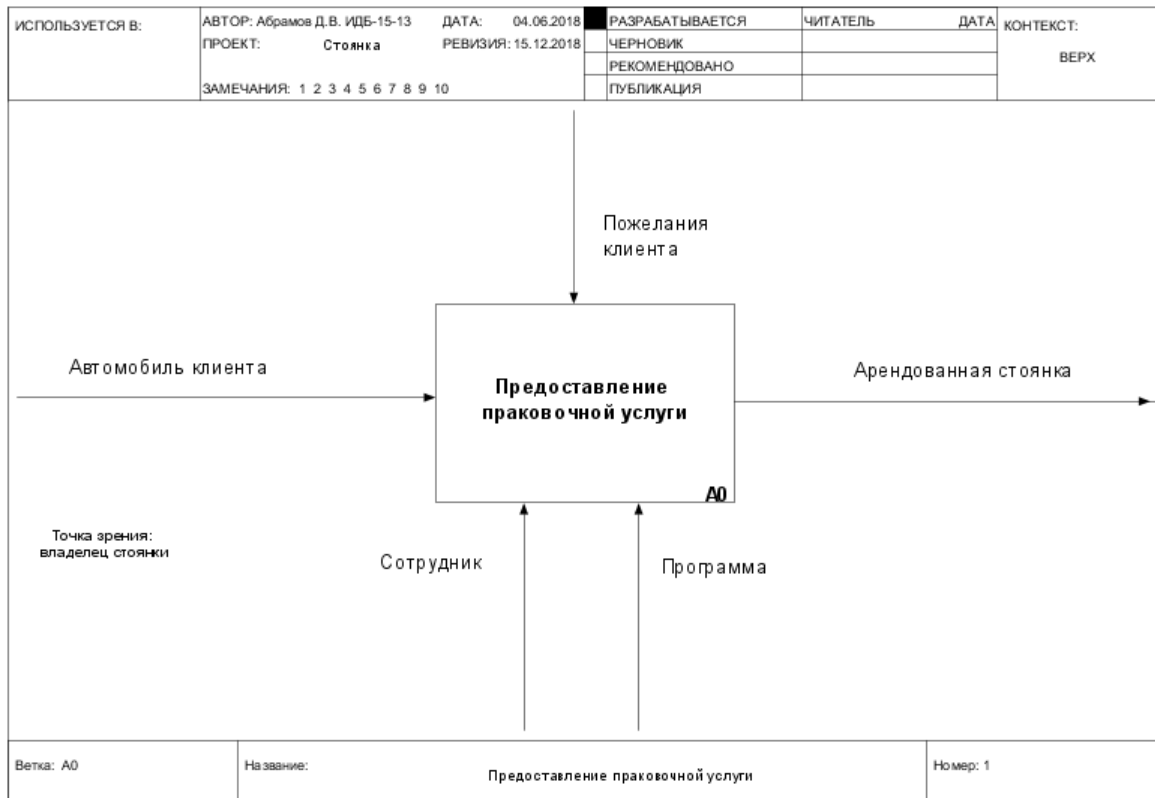 ИСПОЛЬЗУЕТСЯ В:
АВТОР: Абрамов Д.В. ИДБ-15-13
ДАТА: 04.06.2018
ПРОЕКТ: Стоянка
РЕВИЗИЯ: 15.12.2018
ЗАМЕЧАНИЯ: 1 2 3 4 5 6 7 8 9 10
РАЗРАБАТЫВАЕТСЯ
ЧЕРНОВИК
РЕКОМЕНДОВАНО
ПУБЛИКАЦИЯ
ЧИТАТЕЛЬ ДАТА
КОНТЕКСТ:
ВЕРХ
Пожелания
клиента
Автомобиль клиента
Предоставление
праковочной услуги
А0
Арендованная стоянка
Точка зрения:
владелец стоянки
Сотрудник
Программа
Ветка: А0
Название:
Предоставление праковочной услуги
Номер: 1